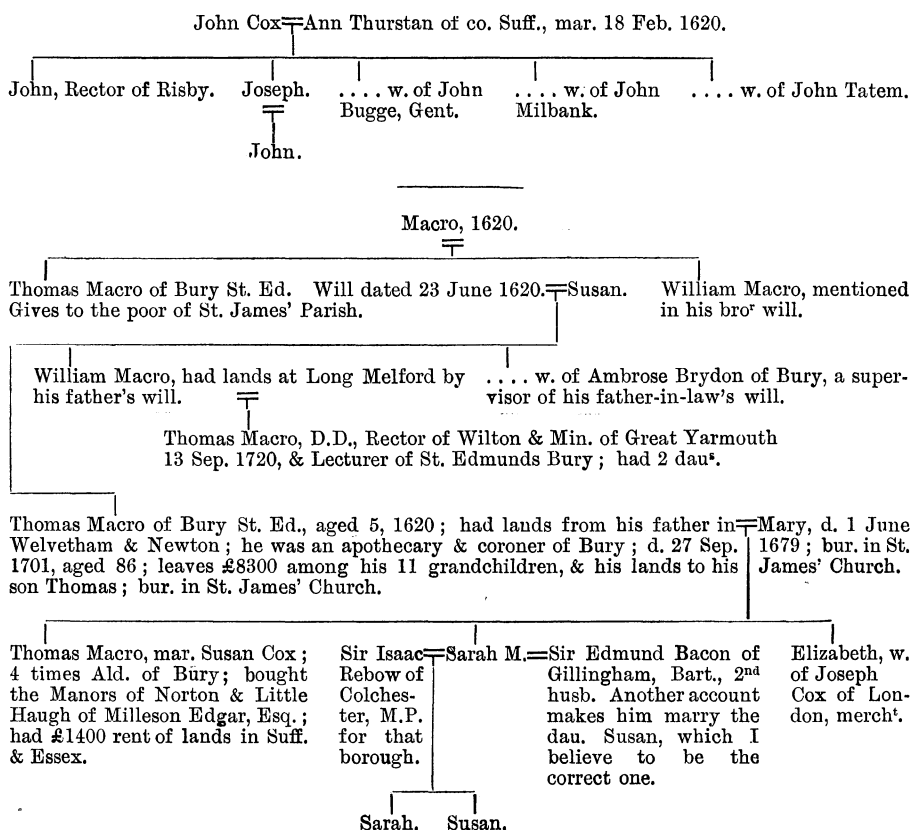 John Cox=Ann Thurstan of co. Suff., mar. 18 Feb. 1620.
John, Rector of Risby. Joseph. .... w. of John .... w. of John .... w. of John Tatem.
Bugge, Gent. Milbank.
John.
Macro, 1620.
Thomas Macro of Bury St. Ed. Will dated 23 June 1620.=Susan. William Macro, mentioned
Gives to the poor of St. James' Parish. in his broʳ will.
William Macro, had lands at Long Melford by .... w. of Ambrose Brydon of Bury, a super-
his father's will. visor of his father-in-law's will.
Thomas Macro, D.D., Rector of Wilton & Min. of Great Yarmouth
13 Sep. 1720, & Lecturer of St. Edmunds Bury; had 2 dauˢ.
Thomas Macro of Bury St. Ed., aged 5, 1620; had lands from his father in=Mary, d. 1 June
Welvetham & Newton; he was an apothecary & coroner of Bury; d. 27 Sep. 1679; bur. in St.
1701, aged 86; leaves £8300 among his 11 grandchildren, & his lands to his James' Church.
son Thomas; bur. in St. James' Church.
Thomas Macro, mar. Susan Cox; Sir Isaac=Sarah M.=Sir Edmund Bacon of Elizabeth, w.
4 times Ald. of Bury; bought Rebow of Gillingham, Bart., 2ⁿᵈ of Joseph
the Manors of Norton & Little Colches- husb. Another account Cox of Lon-
Haugh of Milleson Edgar, Esq.; ter, M.P. makes him marry the don, merchᵗ.
had £1400 rent of lands in Suff. for that dau. Susan, which I
& Essex. borough. believe to be the
correct one.
Sarah. Susan.